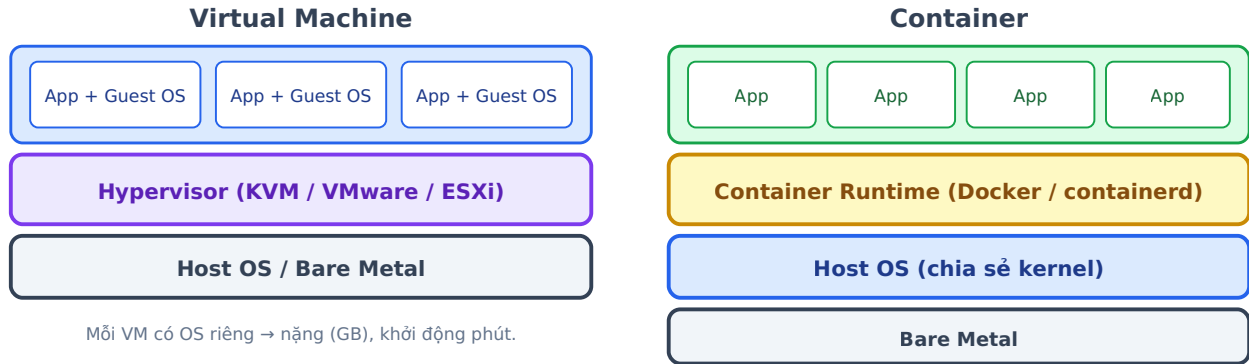 Virtual Machine
App + Guest OS
App + Guest OS
App + Guest OS
Hypervisor (KVM / VMware / ESXi)
Host OS / Bare Metal
Mỗi VM có OS riêng → nặng (GB), khởi động phút.
Container
App
App
App
App
Container Runtime (Docker / containerd)
Host OS (chia sẻ kernel)
Bare Metal